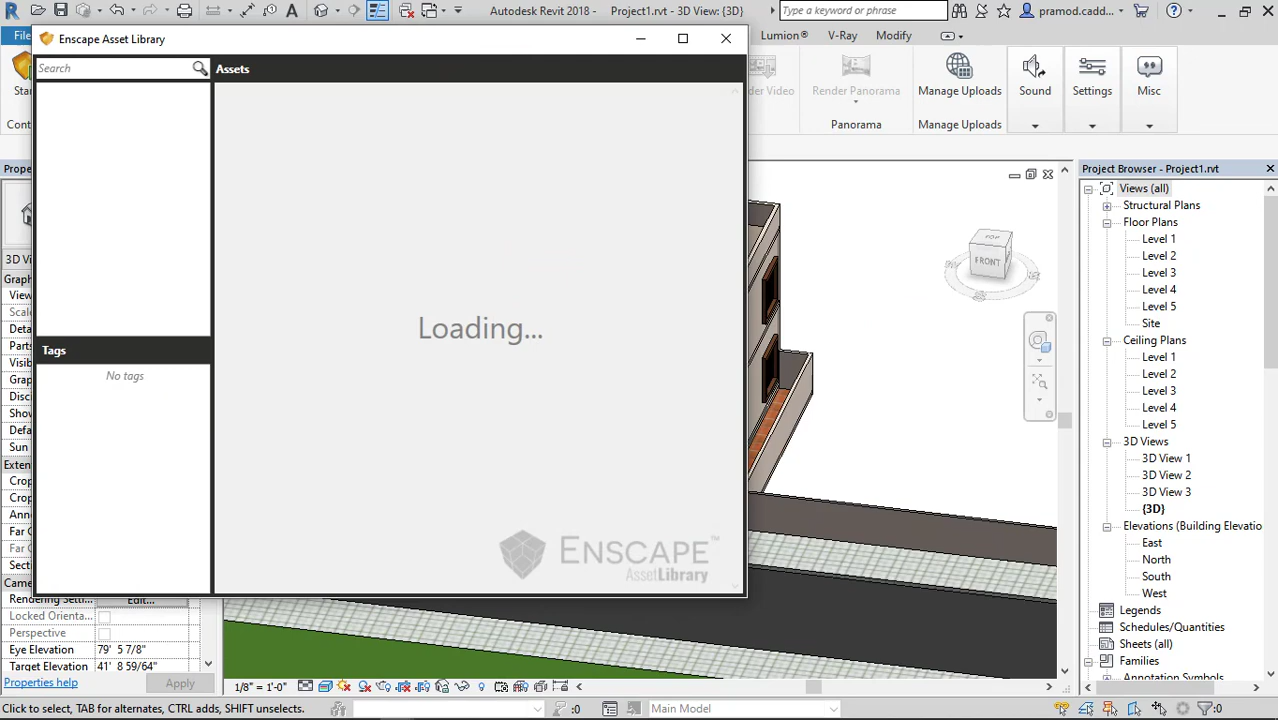 Autodesk Revit 2018 - Project1.rvt - 3D View: {3D}
Type a keyword or phrase
pramod.cadd...
File
Enscape Asset Library
Lumion®
V-Ray
Modify
Search
Assets
Render Panorama
Manage Uploads
Sound
Settings
Misc
Panorama
Manage Uploads
Project Browser - Project1.rvt
Views (all)
Structural Plans
Floor Plans
Level 1
Level 2
Level 3
Level 4
Level 5
Site
Ceiling Plans
Level 1
Level 2
Level 3
Level 4
Level 5
3D Views
3D View 1
3D View 2
3D View 3
{3D}
Elevations (Building Elevatio
East
North
South
West
Legends
Schedules/Quantities
Sheets (all)
Families
Annotation Symbols
TOP
FRONT
Loading...
Tags
No tags
ENSCAPE™
AssetLibrary
Rendering Settings
Edit...
Locked Orienta...
Perspective
Eye Elevation
79' 5 7/8"
Target Elevation
41' 8 59/64"
Properties help
Apply
1/8" = 1'-0"
Click to select, TAB for alternates, CTRL adds, SHIFT unselects.
:0
Main Model
:0